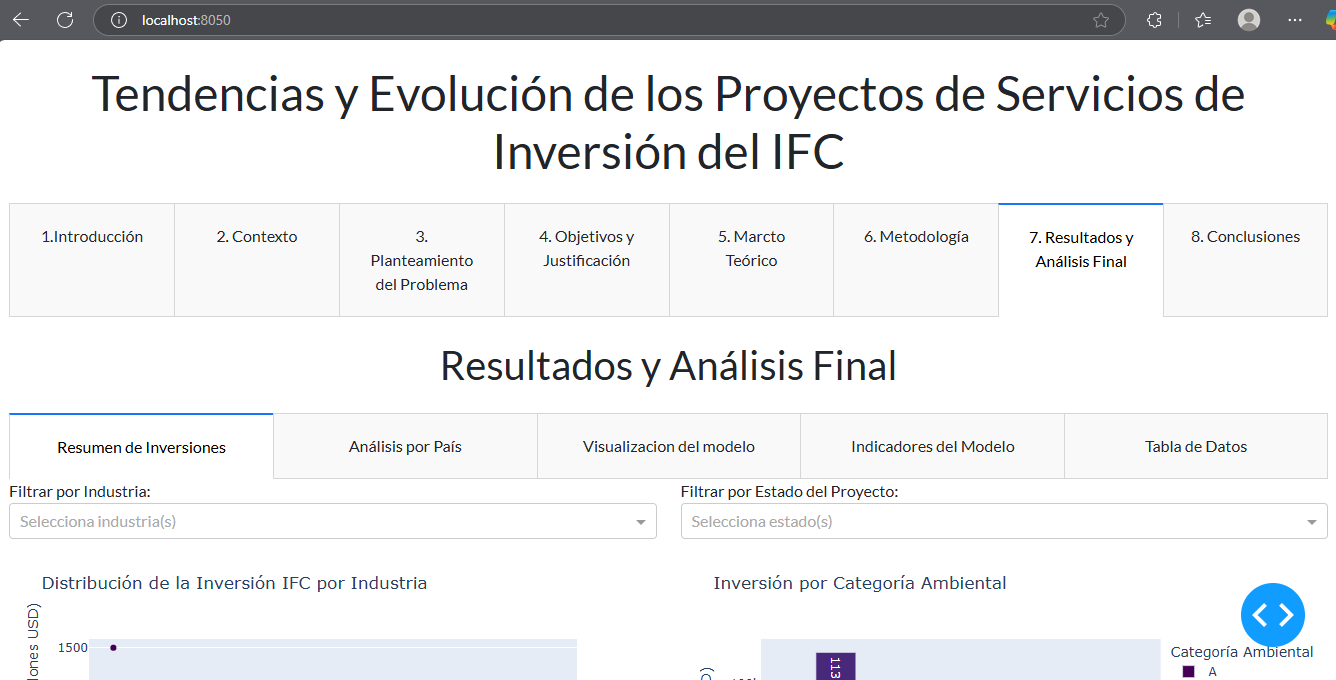 localhost:8050
Tendencias y Evolución de los Proyectos de Servicios de
Inversión del IFC
1.Introducción
2. Contexto
3.
Planteamiento
del Problema
4. Objetivos y
Justificación
5. Marcto
Teórico
6. Metodología
7. Resultados y
Análisis Final
8. Conclusiones
Resultados y Análisis Final
Resumen de Inversiones
Análisis por País
Visualizacion del modelo
Indicadores del Modelo
Tabla de Datos
Filtrar por Industria:
Selecciona industria(s)
Filtrar por Estado del Proyecto:
Selecciona estado(s)
Distribución de la Inversión IFC por Industria
Inversión por Categoría Ambiental
1500
113
Categoría Ambiental
A
USD)